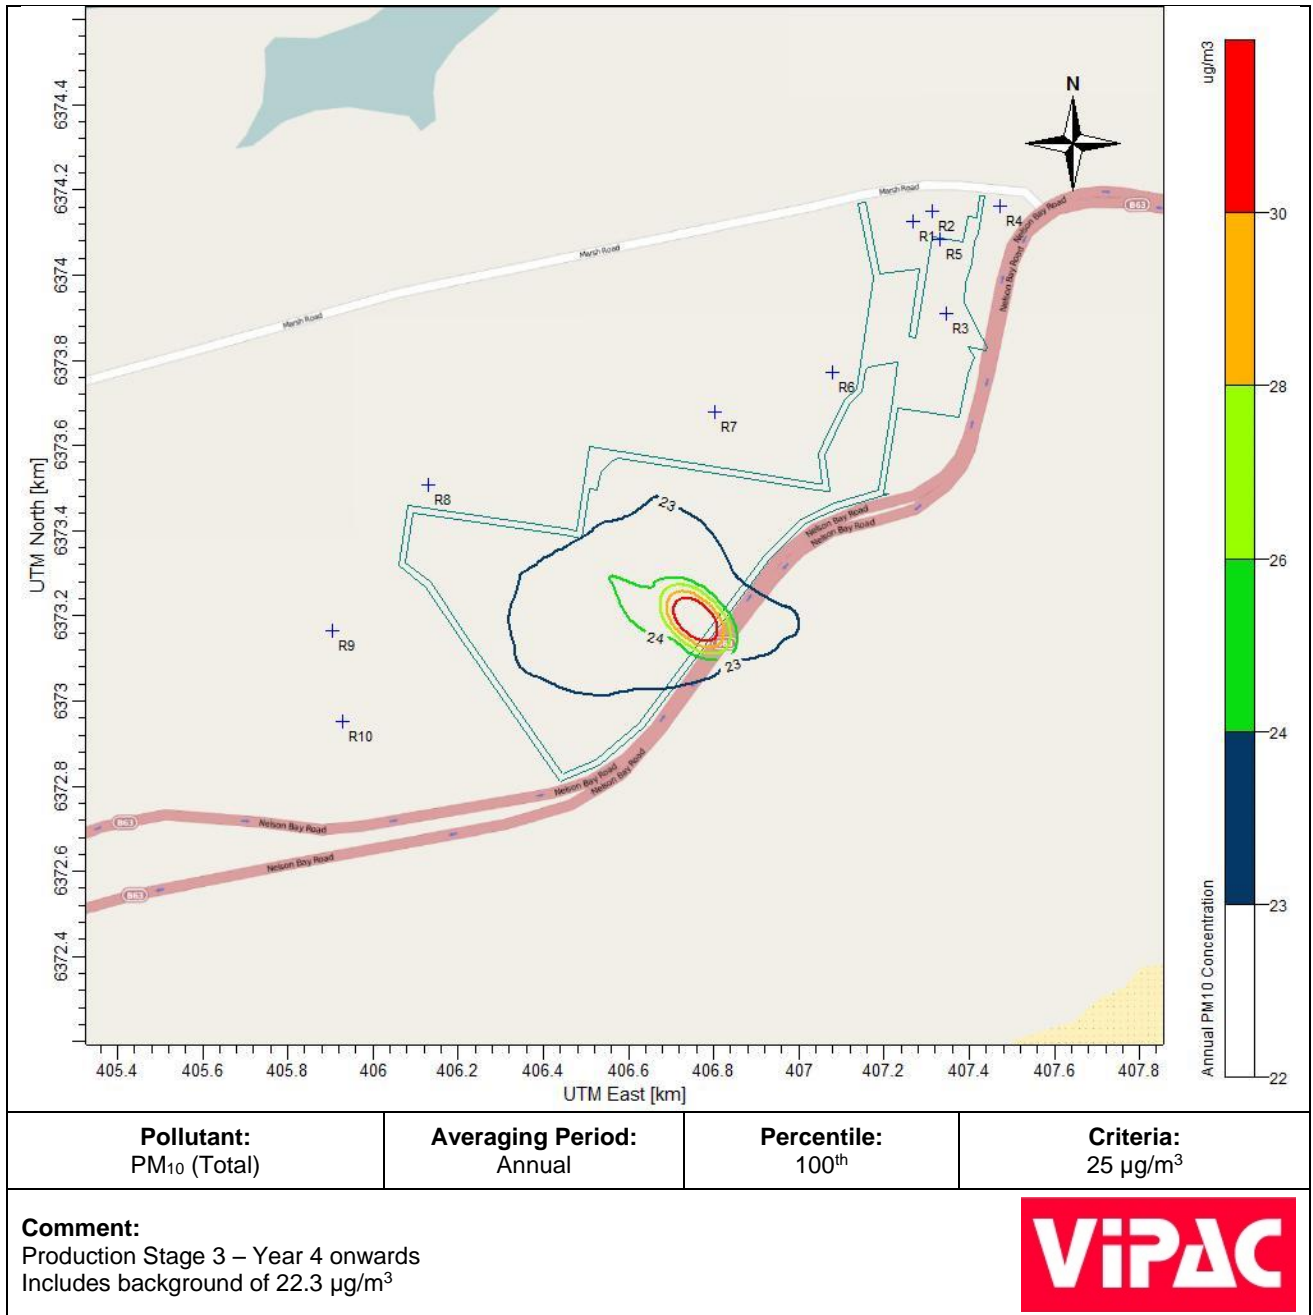 ug/m3
30
28
26
24
23
22
Annual PM10 Concentration
UTM North [km]
6374.4
6374.2
6374
6373.8
6373.6
6373.4
6373.2
6373
6372.8
6372.6
6372.4
N
Marsh Road
Marsh Road
Marsh Road
B63
Nelson Bay Road
Nelson Bay Road
R1
R2
R4
R5
R3
R6
R7
R8
R9
R10
23
24
23
Nelson Bay Road
Nelson Bay Road
Nelson Bay Road
Nelson Bay Road
B63
Nelson Bay Road
Nelson Bay Road
B63
405.4 405.6 405.8 406 406.2 406.4 406.6 406.8 407 407.2 407.4 407.6 407.8
UTM East [km]
Pollutant:
PM₁₀ (Total)
Averaging Period:
Annual
Percentile:
100th
Criteria:
25 µg/m³
Comment:
Production Stage 3 – Year 4 onwards
Includes background of 22.3 µg/m³
ViPAC